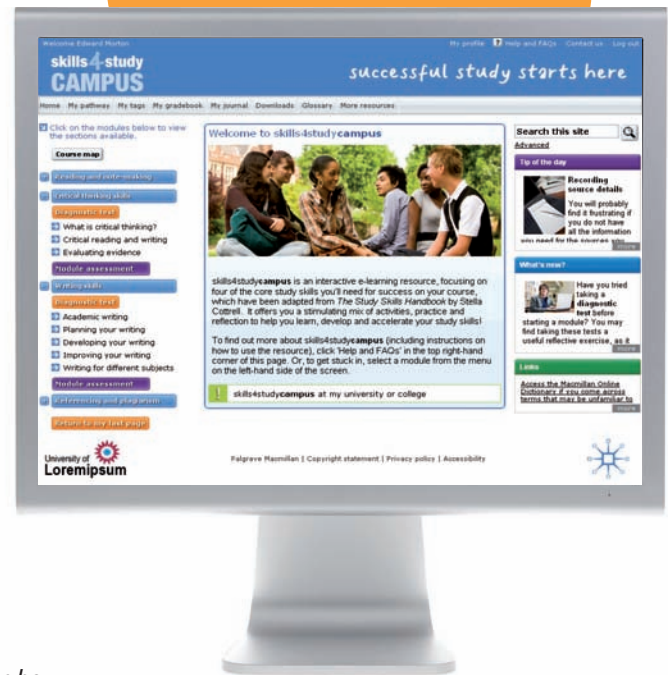 Welcome Edward Morton
My profile ? Help and FAQs Contact us Log out
skills4study
CAMPUS
successful study starts here
Home My pathway My tags My gradebook My journal Downloads Glossary More resources
Click on the modules below to view
the sections available.
Course map
Reading and note-making
Critical thinking skills
Diagnostic test
What is critical thinking?
Critical reading and writing
Evaluating evidence
Module assessment
Writing skills
Diagnostic test
Academic writing
Planning your writing
Developing your writing
Improving your writing
Writing for different subjects
Module assessment
Referencing and plagiarism
Return to my last page
Welcome to skills4studycampus
skills4studycampus is an interactive e-learning resource, focusing on
four of the core study skills you'll need for success on your course,
which have been adapted from The Study Skills Handbook by Stella
Cottrell. It offers you a stimulating mix of activities, practice and
reflection to help you learn, develop and accelerate your study skills!
To find out more about skills4studycampus (including instructions on
how to use the resource), click 'Help and FAQs' in the top right-hand
corner of this page. Or, to get stuck in, select a module from the menu
on the left-hand side of the screen.
! skills4studycampus at my university or college
Search this site
Advanced
Tip of the day
Recording
source details
You will probably
find it frustrating if
you do not have
all the information
you need for the sources you
more
What's new?
Have you tried
taking a
diagnostic
test before
starting a module? You may
find taking these tests a
useful reflective exercise, as it
more
Links
Access the Macmillan Online
Dictionary if you come across
terms that may be unfamiliar to
more
University of
Loremipsum
Palgrave Macmillan | Copyright statement | Privacy policy | Accessibility